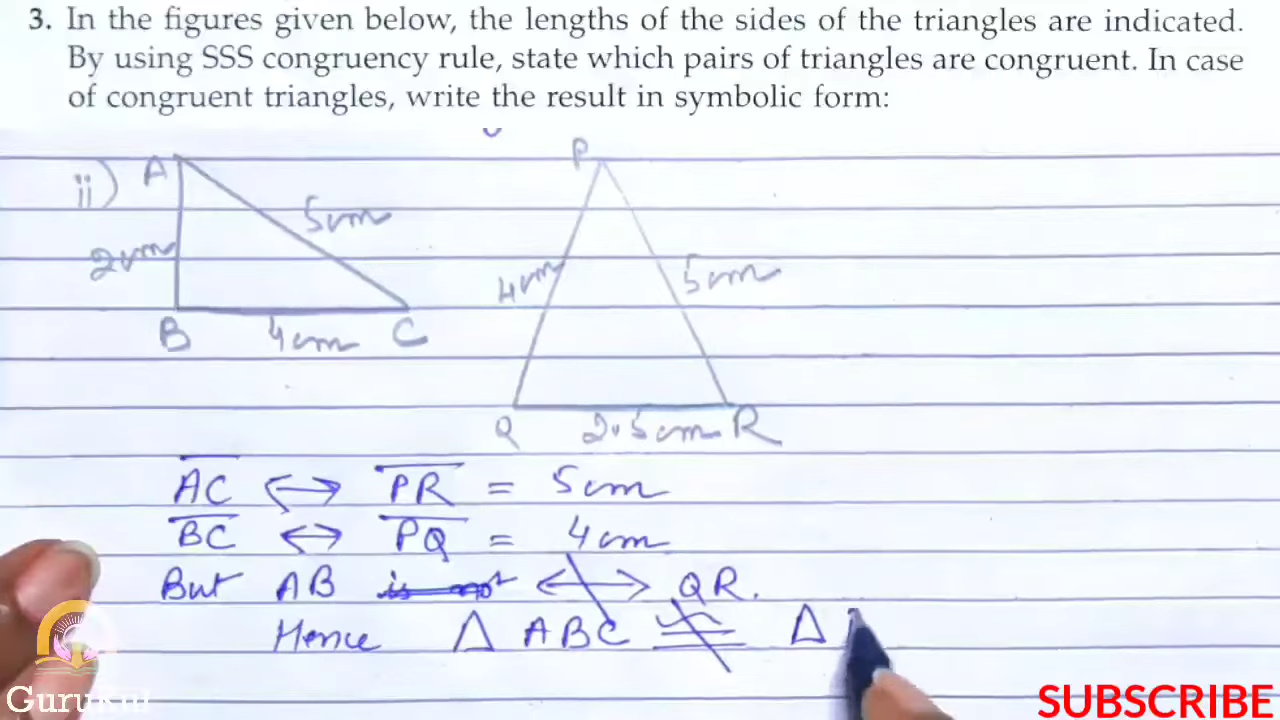 3. In the figures given below, the lengths of the sides of the triangles are indicated.
By using SSS congruency rule, state which pairs of triangles are congruent. In case
of congruent triangles, write the result in symbolic form:
ii)
A
P
5cm
2cm
4cm
5cm
B
4cm
C
Q
2.5cm
R
AC ↔ PR = 5cm
BC ↔ PQ = 4cm
But AB is not ↔ QR.
Hence Δ ABC ≇ Δ
Gurukul
SUBSCRIBE